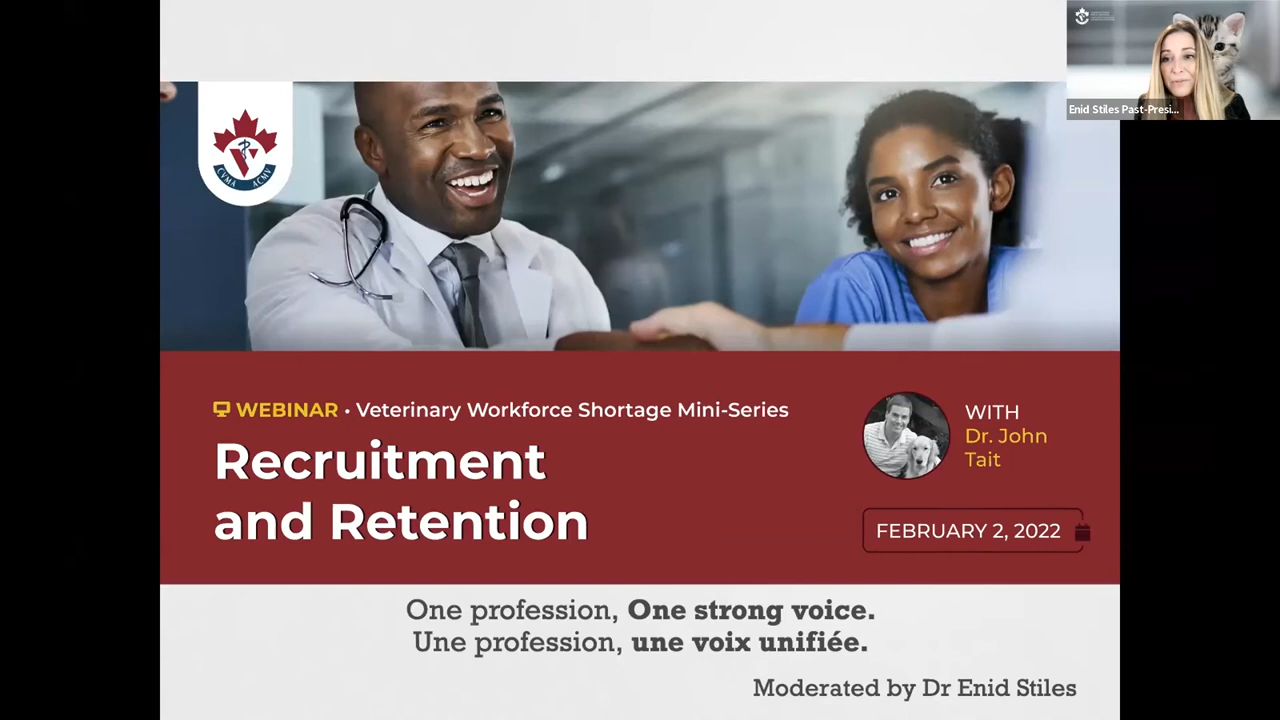 Enid Stiles Past-Presi...
CVMA ACMV
WEBINAR • Veterinary Workforce Shortage Mini-Series
Recruitment
and Retention
WITH
Dr. John
Tait
FEBRUARY 2, 2022
One profession, One strong voice.
Une profession, une voix unifiée.
Moderated by Dr Enid Stiles